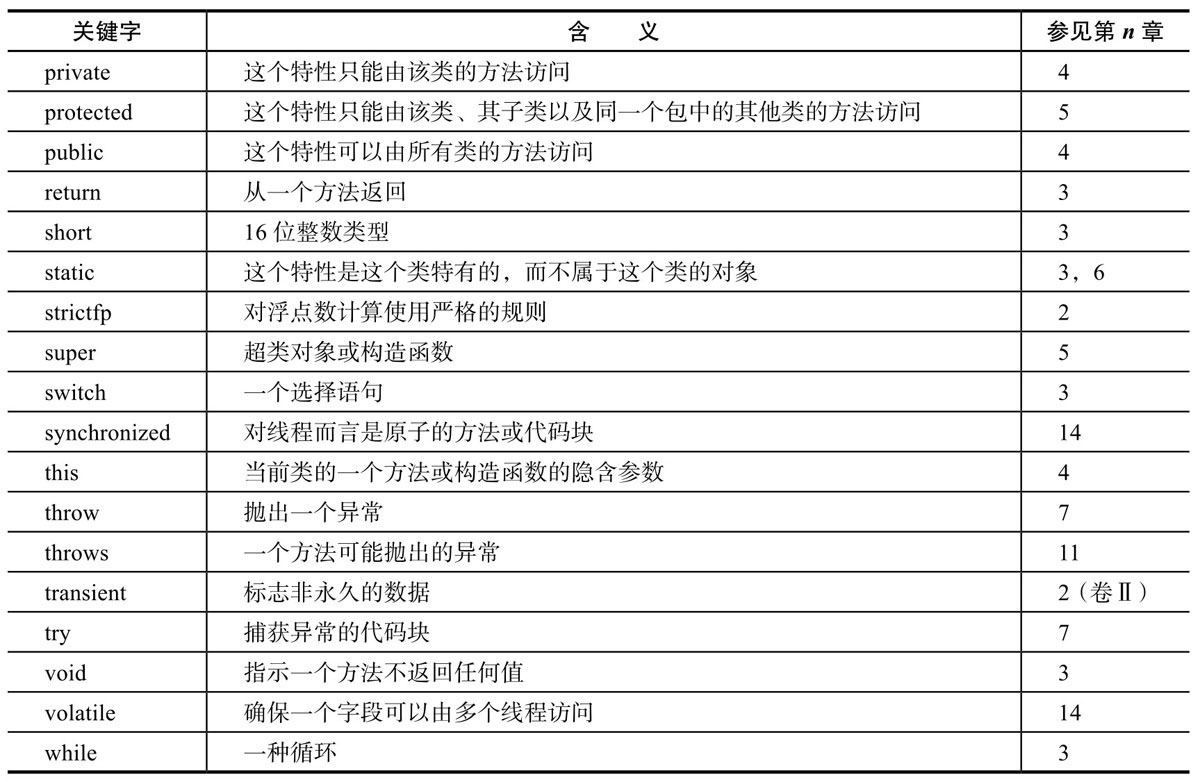 关键字 含 义 参见第 n 章
private 这个特性只能由该类的方法访问 4
protected 这个特性只能由该类、其子类以及同一个包中的其他类的方法访问 5
public 这个特性可以由所有类的方法访问 4
return 从一个方法返回 3
short 16 位整数类型 3
static 这个特性是这个类特有的，而不属于这个类的对象 3，6
strictfp 对浮点数计算使用严格的规则 2
super 超类对象或构造函数 5
switch 一个选择语句 3
synchronized 对线程而言是原子的方法或代码块 14
this 当前类的一个方法或构造函数的隐含参数 4
throw 抛出一个异常 7
throws 一个方法可能抛出的异常 11
transient 标志非永久的数据 2（卷Ⅱ）
try 捕获异常的代码块 7
void 指示一个方法不返回任何值 3
volatile 确保一个字段可以由多个线程访问 14
while 一种循环 3